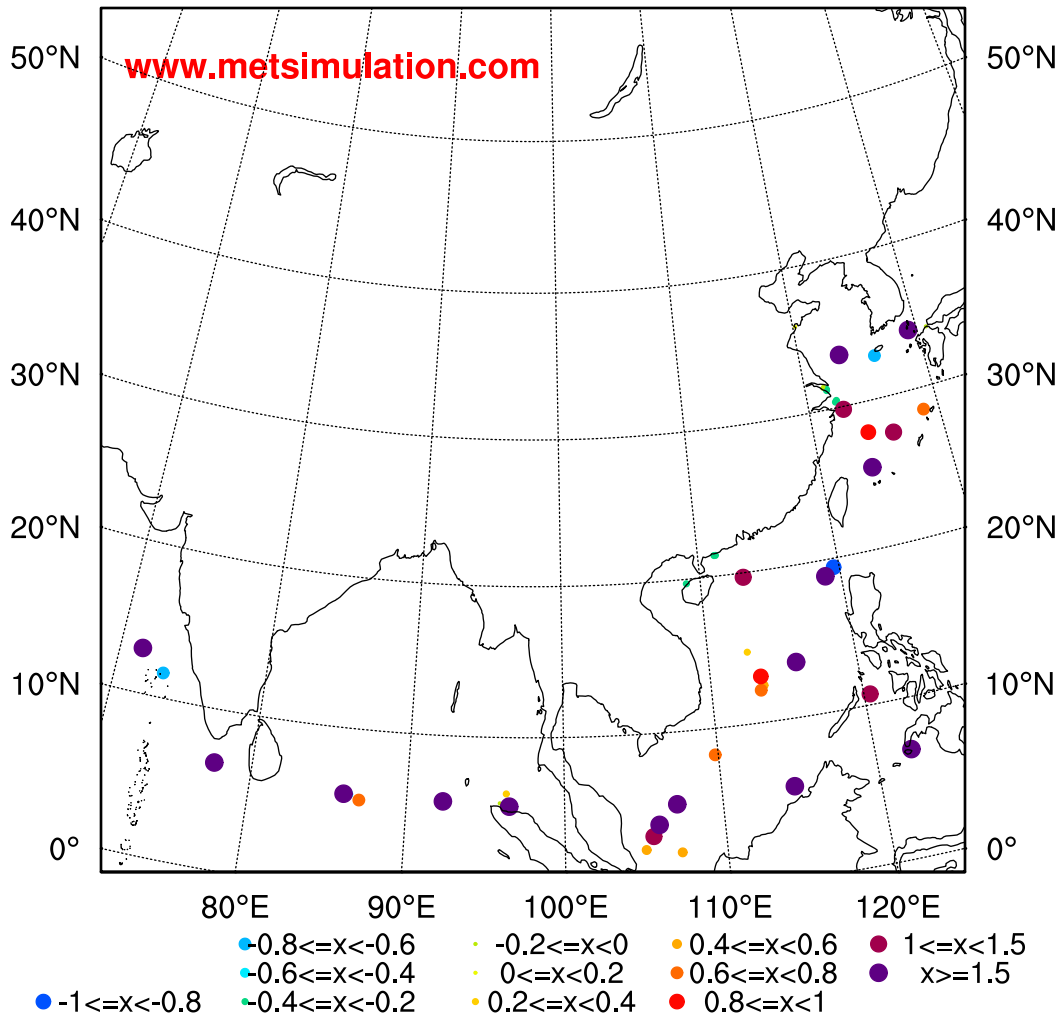 www.metsimulation.com
50°N 50°N
40°N 40°N
30°N 30°N
20°N 20°N
10°N 10°N
0° 0°
80°E 90°E 100°E 110°E 120°E
-0.8<=x<-0.6 -0.2<=x<0 0.4<=x<0.6 1<=x<1.5
-0.6<=x<-0.4 0<=x<0.2 0.6<=x<0.8 x>=1.5
-1<=x<-0.8 -0.4<=x<-0.2 0.2<=x<0.4 0.8<=x<1